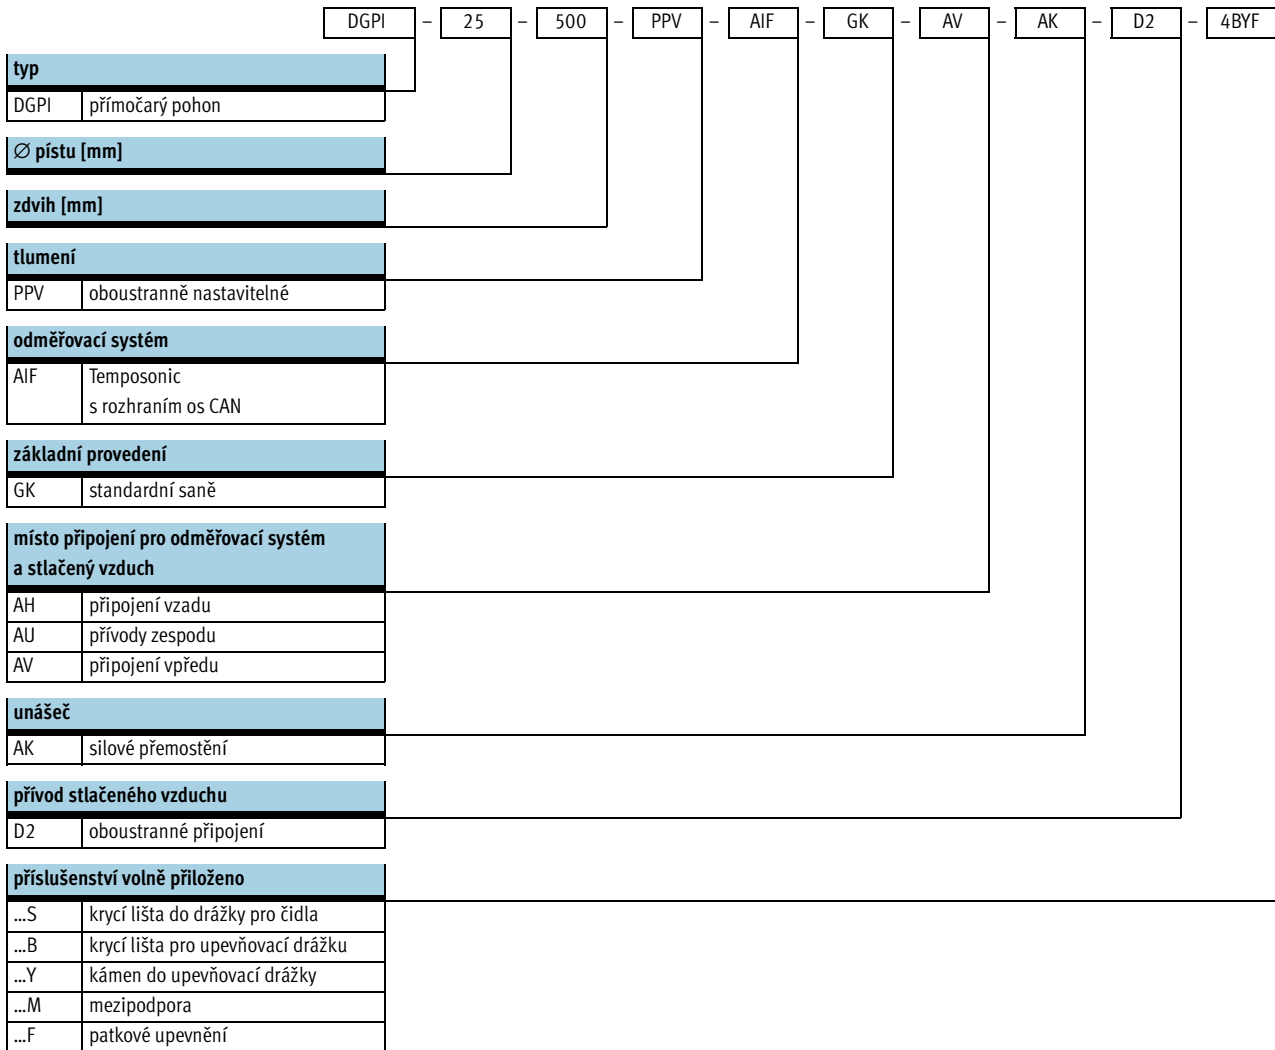 DGPI – 25 – 500 – PPV – AIF – GK – AV – AK – D2 – 4BYF
typ
DGPI přímočarý pohon
∅ pístu [mm]
zdvih [mm]
tlumení
PPV oboustranně nastavitelné
odměřovací systém
AIF Temposonic
s rozhraním os CAN
základní provedení
GK standardní saně
místo připojení pro odměřovací systém
a stlačený vzduch
AH připojení vzadu
AU přívody zespodu
AV připojení vpředu
unášeč
AK silové přemostění
přívod stlačeného vzduchu
D2 oboustranné připojení
příslušenství volně přiloženo
...S krycí lišta do drážky pro čidla
...B krycí lišta pro upevňovací drážku
...Y kámen do upevňovací drážky
...M mezipodpora
...F patkové upevnění